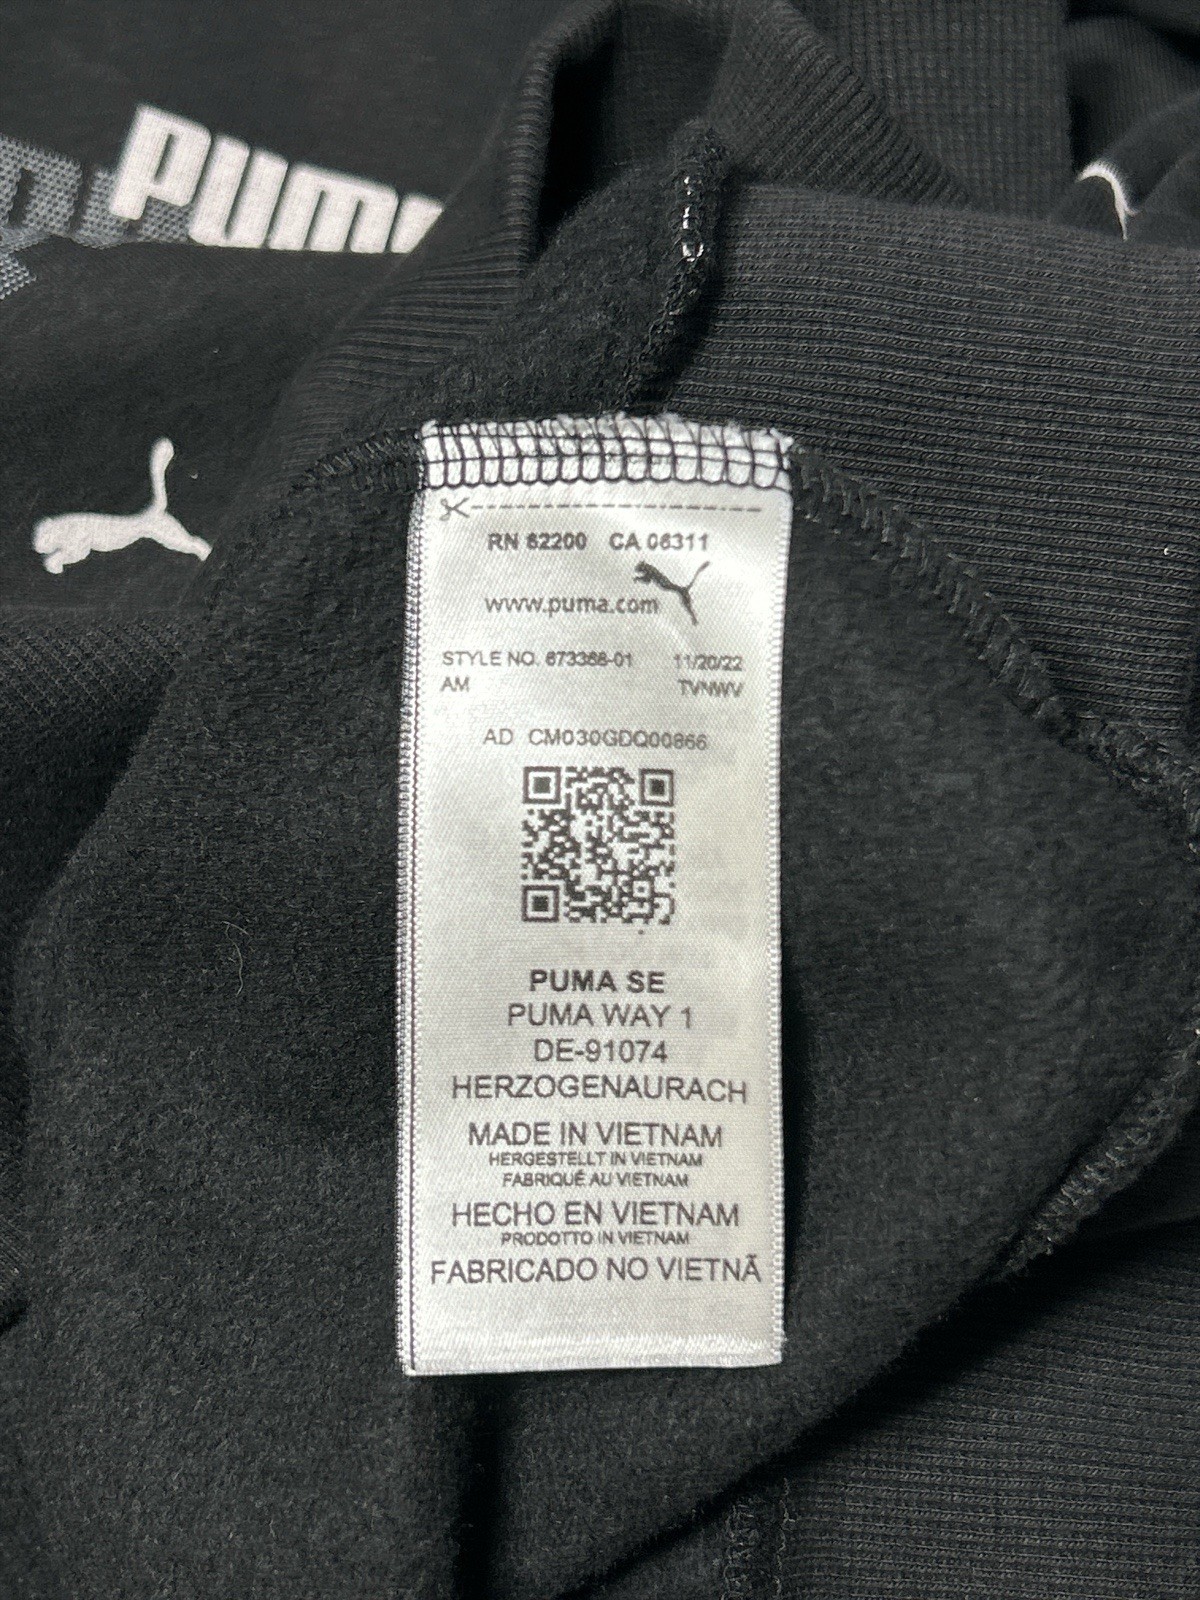 PUMA
RN 62200 CA 06311
www.puma.com
STYLE NO. 673368-01 11/20/22
AM TVNWV
AD CM030GDQ00866
PUMA SE
PUMA WAY 1
DE-91074
HERZOGENAURACH
MADE IN VIETNAM
HERGESTELLT IN VIETNAM
FABRIQUÉ AU VIETNAM
HECHO EN VIETNAM
PRODOTTO IN VIETNAM
FABRICADO NO VIETNÃ